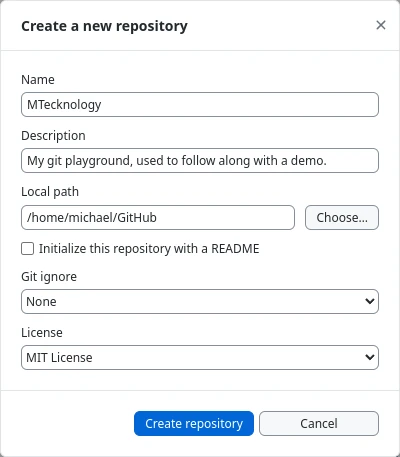 Create a new repository
Name
MTecknology
Description
My git playground, used to follow along with a demo.
Local path
/home/michael/GitHub
Choose...
Initialize this repository with a README
Git ignore
None
License
MIT License
Create repository
Cancel